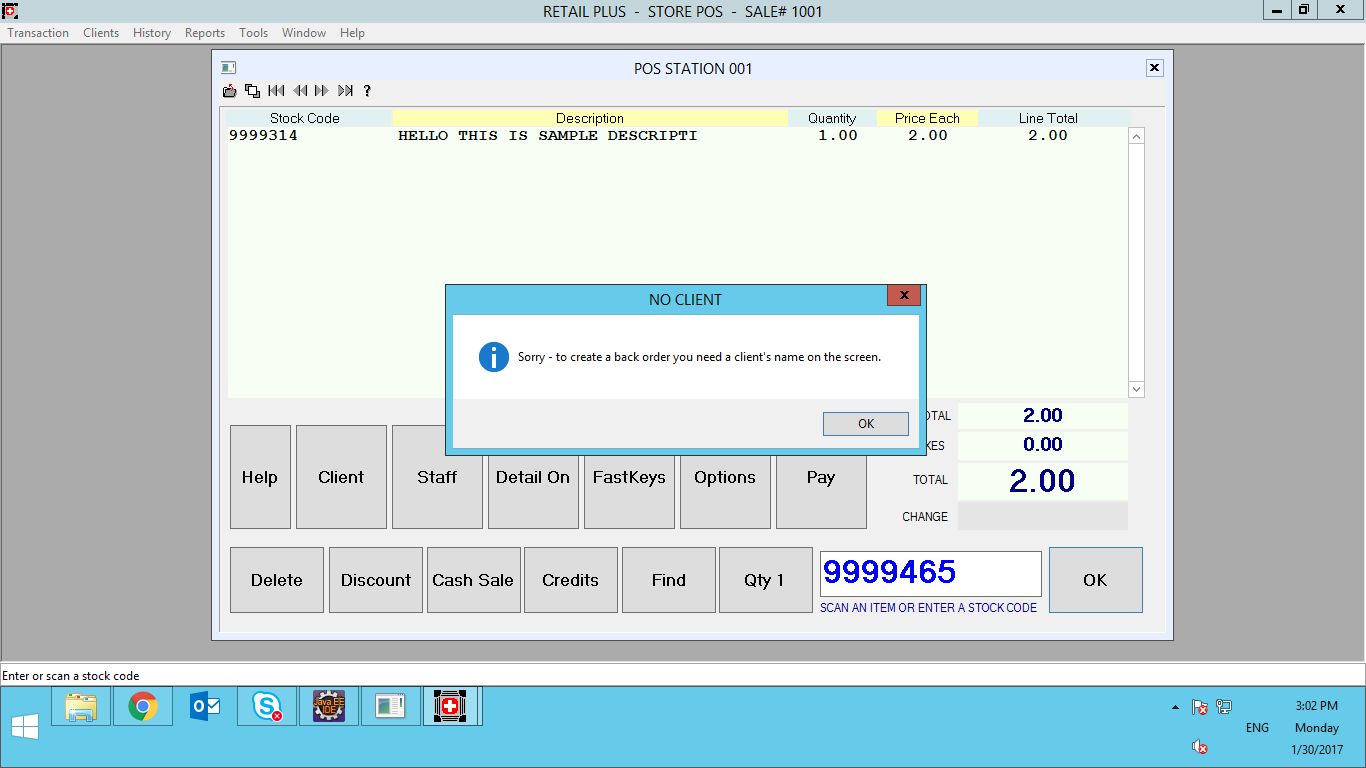 RETAIL PLUS - STORE POS - SALE# 1001
Transaction Clients History Reports Tools Window Help
POS STATION 001
?
Stock Code Description Quantity Price Each Line Total
9999314 HELLO THIS IS SAMPLE DESCRIPTI 1.00 2.00 2.00
NO CLIENT
Sorry - to create a back order you need a client's name on the screen.
OK
OTAL 2.00
XES 0.00
TOTAL 2.00
CHANGE
Help Client Staff Detail On FastKeys Options Pay
Delete Discount Cash Sale Credits Find Qty 1 9999465 OK
SCAN AN ITEM OR ENTER A STOCK CODE
Enter or scan a stock code
Java EE
IDE
3:02 PM
ENG Monday
1/30/2017